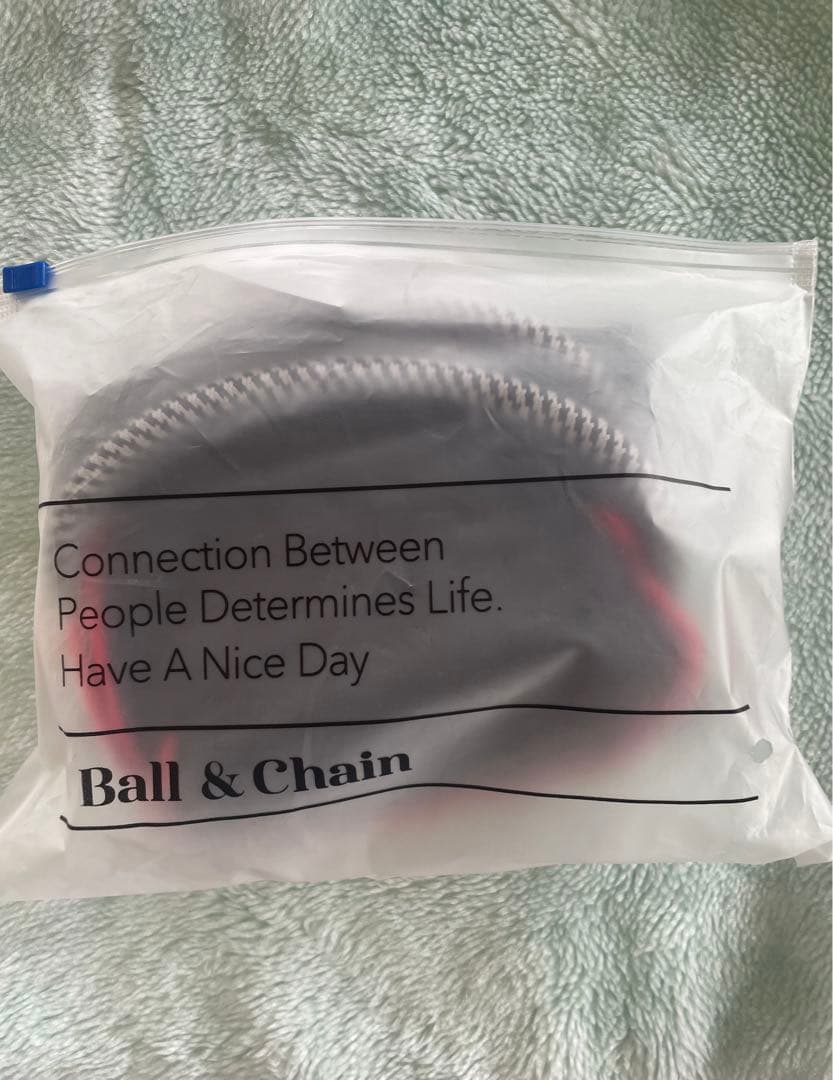 Connection Between
People Determines Life.
Have A Nice Day
Ball & Chain